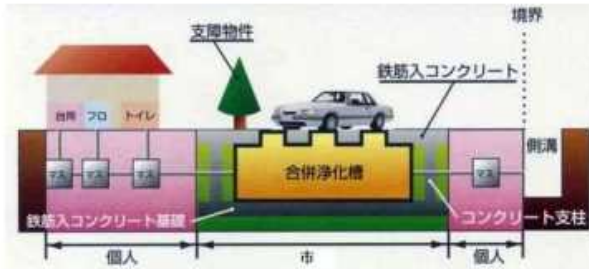 境界
支障物件
鉄筋入コンクリート
台所 フロ トイレ
側溝
マス マス マス 合併浄化槽 マス
鉄筋入コンクリート基礎 コンクリート支柱
個人 市 個人